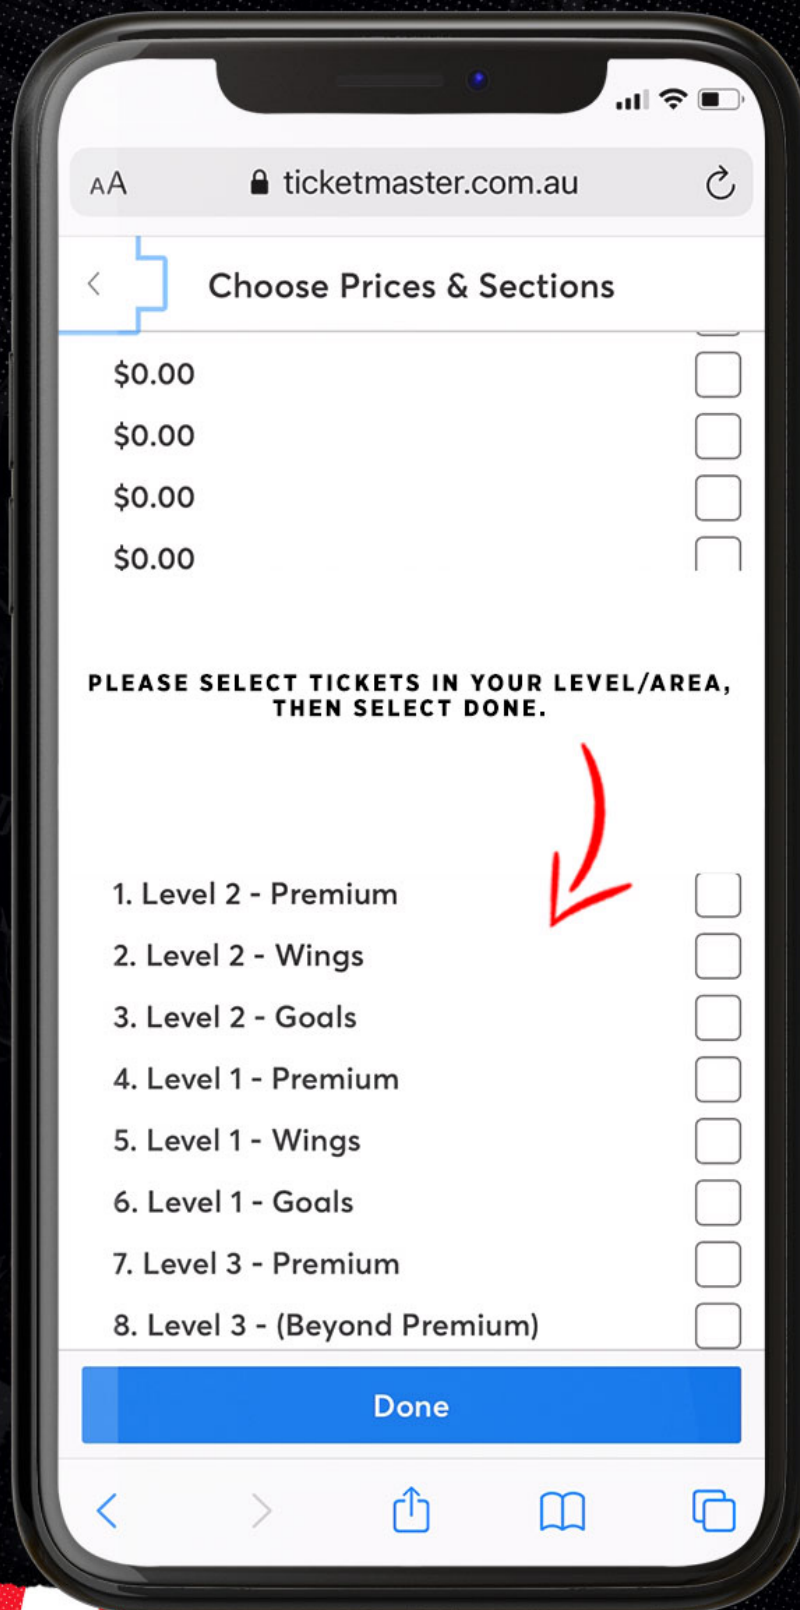 AA
ticketmaster.com.au
Choose Prices & Sections
$0.00
$0.00
$0.00
$0.00
PLEASE SELECT TICKETS IN YOUR LEVEL/AREA,
THEN SELECT DONE.
1. Level 2 - Premium
2. Level 2 - Wings
3. Level 2 - Goals
4. Level 1 - Premium
5. Level 1 - Wings
6. Level 1 - Goals
7. Level 3 - Premium
8. Level 3 - (Beyond Premium)
Done